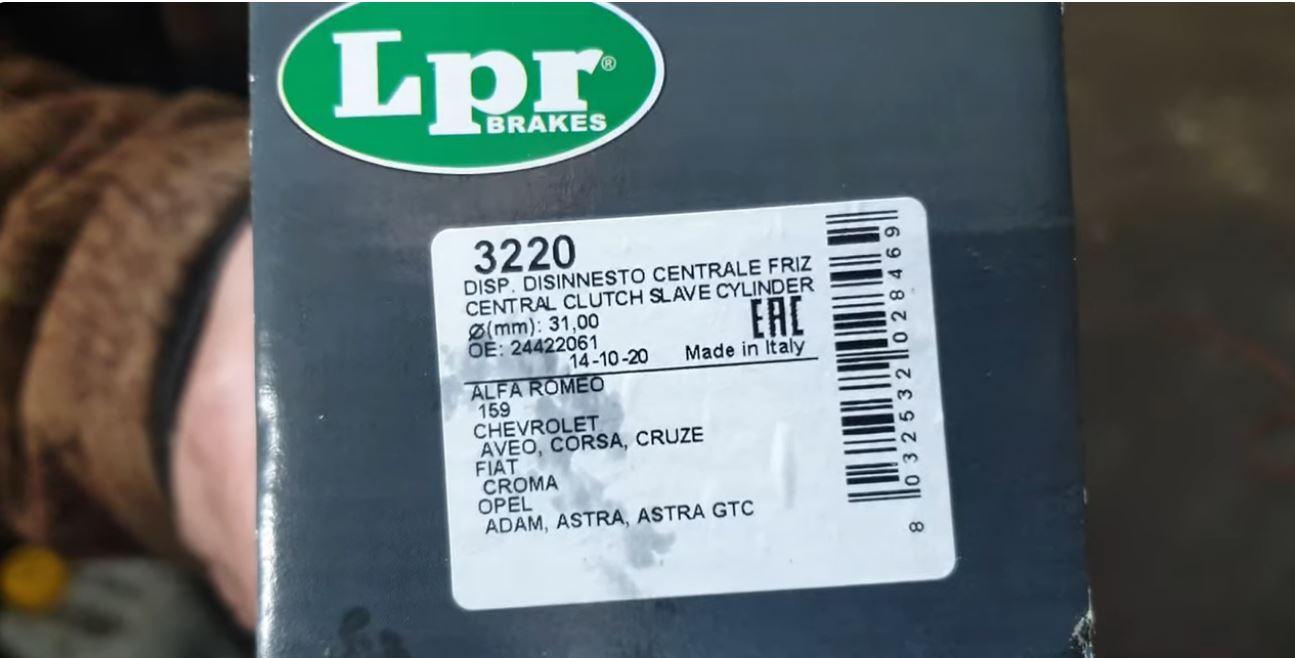 Lpr®
BRAKES
3220
DISP. DISINNESTO CENTRALE FRIZ
CENTRAL CLUTCH SLAVE CYLINDER
Ø(mm): 31,00
EAC
OE: 24422061
14-10-20 Made in Italy
ALFA ROMEO
159
CHEVROLET
AVEO, CORSA, CRUZE
FIAT
CROMA
OPEL
ADAM, ASTRA, ASTRA GTC
8 032532 028469